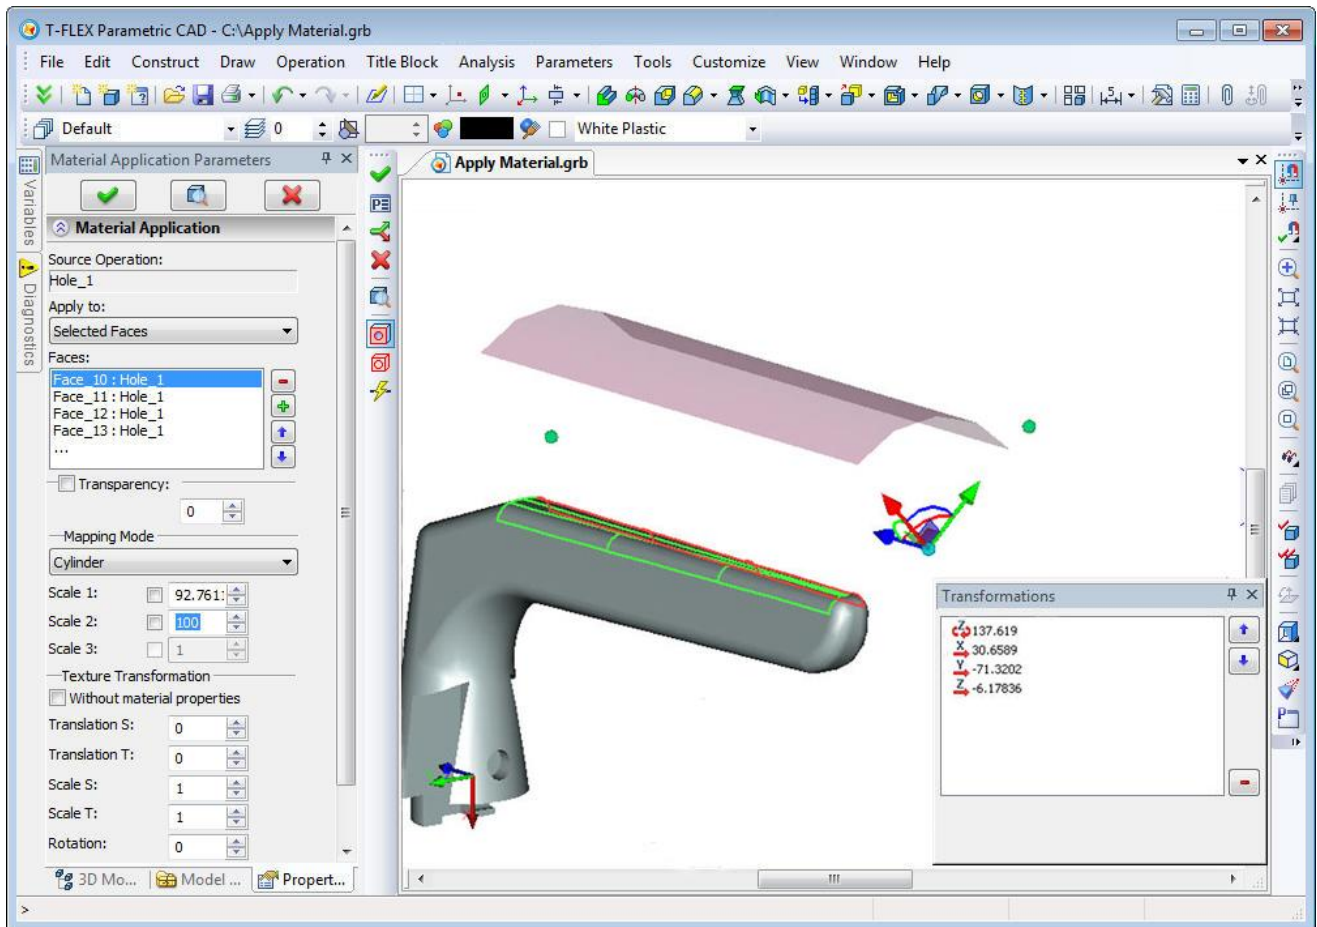 T-FLEX Parametric CAD - C:\Apply Material.grb
File Edit Construct Draw Operation Title Block Analysis Parameters Tools Customize View Window Help
Default 0 White Plastic
Material Application Parameters
Apply Material.grb
Variables
Diagnostics
Material Application
Source Operation:
Hole_1
Apply to:
Selected Faces
Faces:
Face_10 : Hole_1
Face_11 : Hole_1
Face_12 : Hole_1
Face_13 : Hole_1
...
Transparency:
0
Mapping Mode
Cylinder
Scale 1: 92.761
Scale 2: 100
Scale 3: 1
Texture Transformation
Without material properties
Translation S: 0
Translation T: 0
Scale S: 1
Scale T: 1
Rotation: 0
3D Mo... Model ... Propert...
Transformations
Z 137.619
X 30.6589
Y -71.3202
Z -6.17836
>